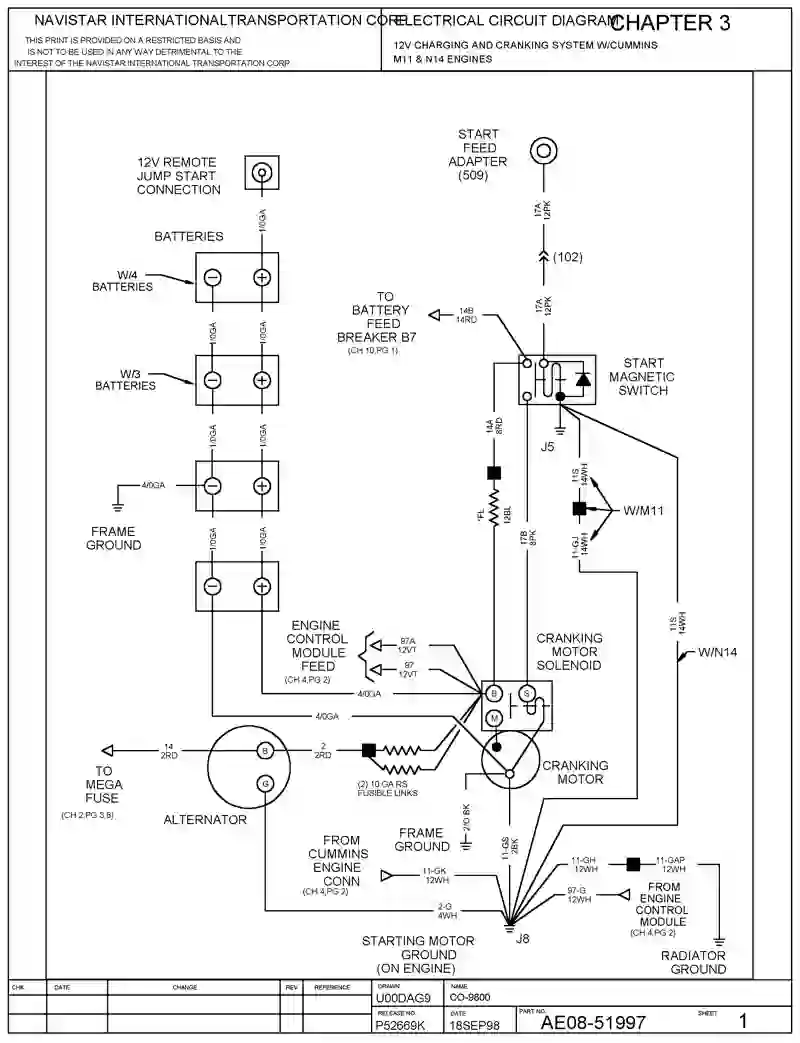 NAVISTAR INTERNATIONALTRANSPORTATION CORP
ELECTRICAL CIRCUIT DIAGRAM
CHAPTER 3
THIS PRINT IS PROVIDED ON A RESTRICTED BASIS AND
IS NOT TO BE USED IN ANY WAY DETRIMENTAL TO THE
INTEREST OF THE NAVISTAR INTERNATIONAL TRANSPORTATION CORP
12V CHARGING AND CRANKING SYSTEM W/CUMMINS
M11 & N14 ENGINES
12V REMOTE
JUMP START
CONNECTION
START
FEED
ADAPTER
(509)
1/0GA
17A
12PK
BATTERIES
(102)
W/4
BATTERIES
17A
12PK
TO
BATTERY
FEED
BREAKER B7
(CH 10,PG 1)
14B
14RD
1/0GA
1/0GA
START
MAGNETIC
SWITCH
W/3
BATTERIES
J5
14A
8RD
1/0GA
1/0GA
11S
14WH
4/0GA
FRAME
GROUND
*FL
12BL
17B
8PK
W/M11
11-GJ
14WH
1/0GA
1/0GA
11S
14WH
W/N14
ENGINE
CONTROL
MODULE
FEED
(CH 4,PG 2)
97A
12VT
97
12VT
CRANKING
MOTOR
SOLENOID
4/0GA
B
S
M
4/0GA
14
2RD
B
2
2RD
G
TO
MEGA
FUSE
(CH 2,PG 3,8)
ALTERNATOR
(2) 10 GA RS
FUSIBLE LINKS
CRANKING
MOTOR
2/0 BK
FRAME
GROUND
11-GS
2BK
FROM
CUMMINS
ENGINE
CONN
(CH 4,PG 2)
11-GK
12WH
11-GH
12WH
11-GAP
12WH
97-G
12WH
FROM
ENGINE
CONTROL
MODULE
(CH 4,PG 2)
2-G
4WH
J8
STARTING MOTOR
GROUND
(ON ENGINE)
RADIATOR
GROUND
CHK
DATE
CHANGE
REV
REFERENCE
DRAWN
U00DAG9
NAME
CO-9800
RELEASE NO.
P52669K
DATE
18SEP98
PART NO.
AE08-51997
SHEET
1